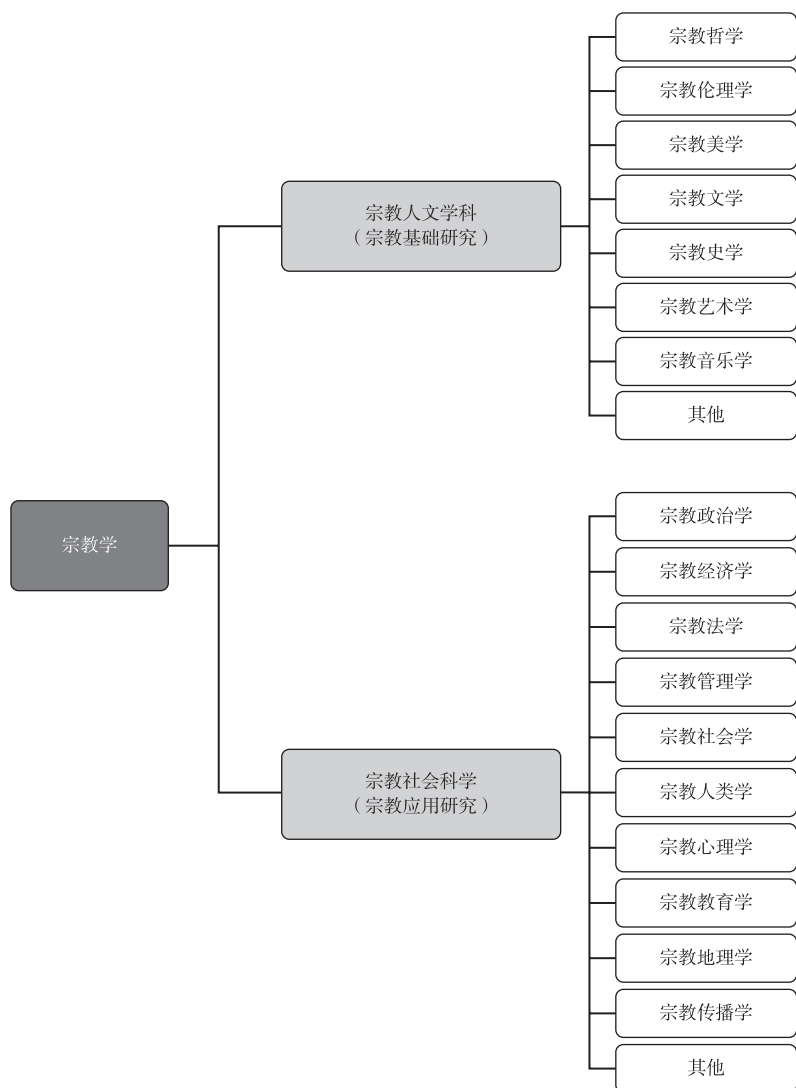 宗教学
宗教人文学科
（宗教基础研究）
宗教哲学
宗教伦理学
宗教美学
宗教文学
宗教史学
宗教艺术学
宗教音乐学
其他
宗教社会科学
（宗教应用研究）
宗教政治学
宗教经济学
宗教法学
宗教管理学
宗教社会学
宗教人类学
宗教心理学
宗教教育学
宗教地理学
宗教传播学
其他